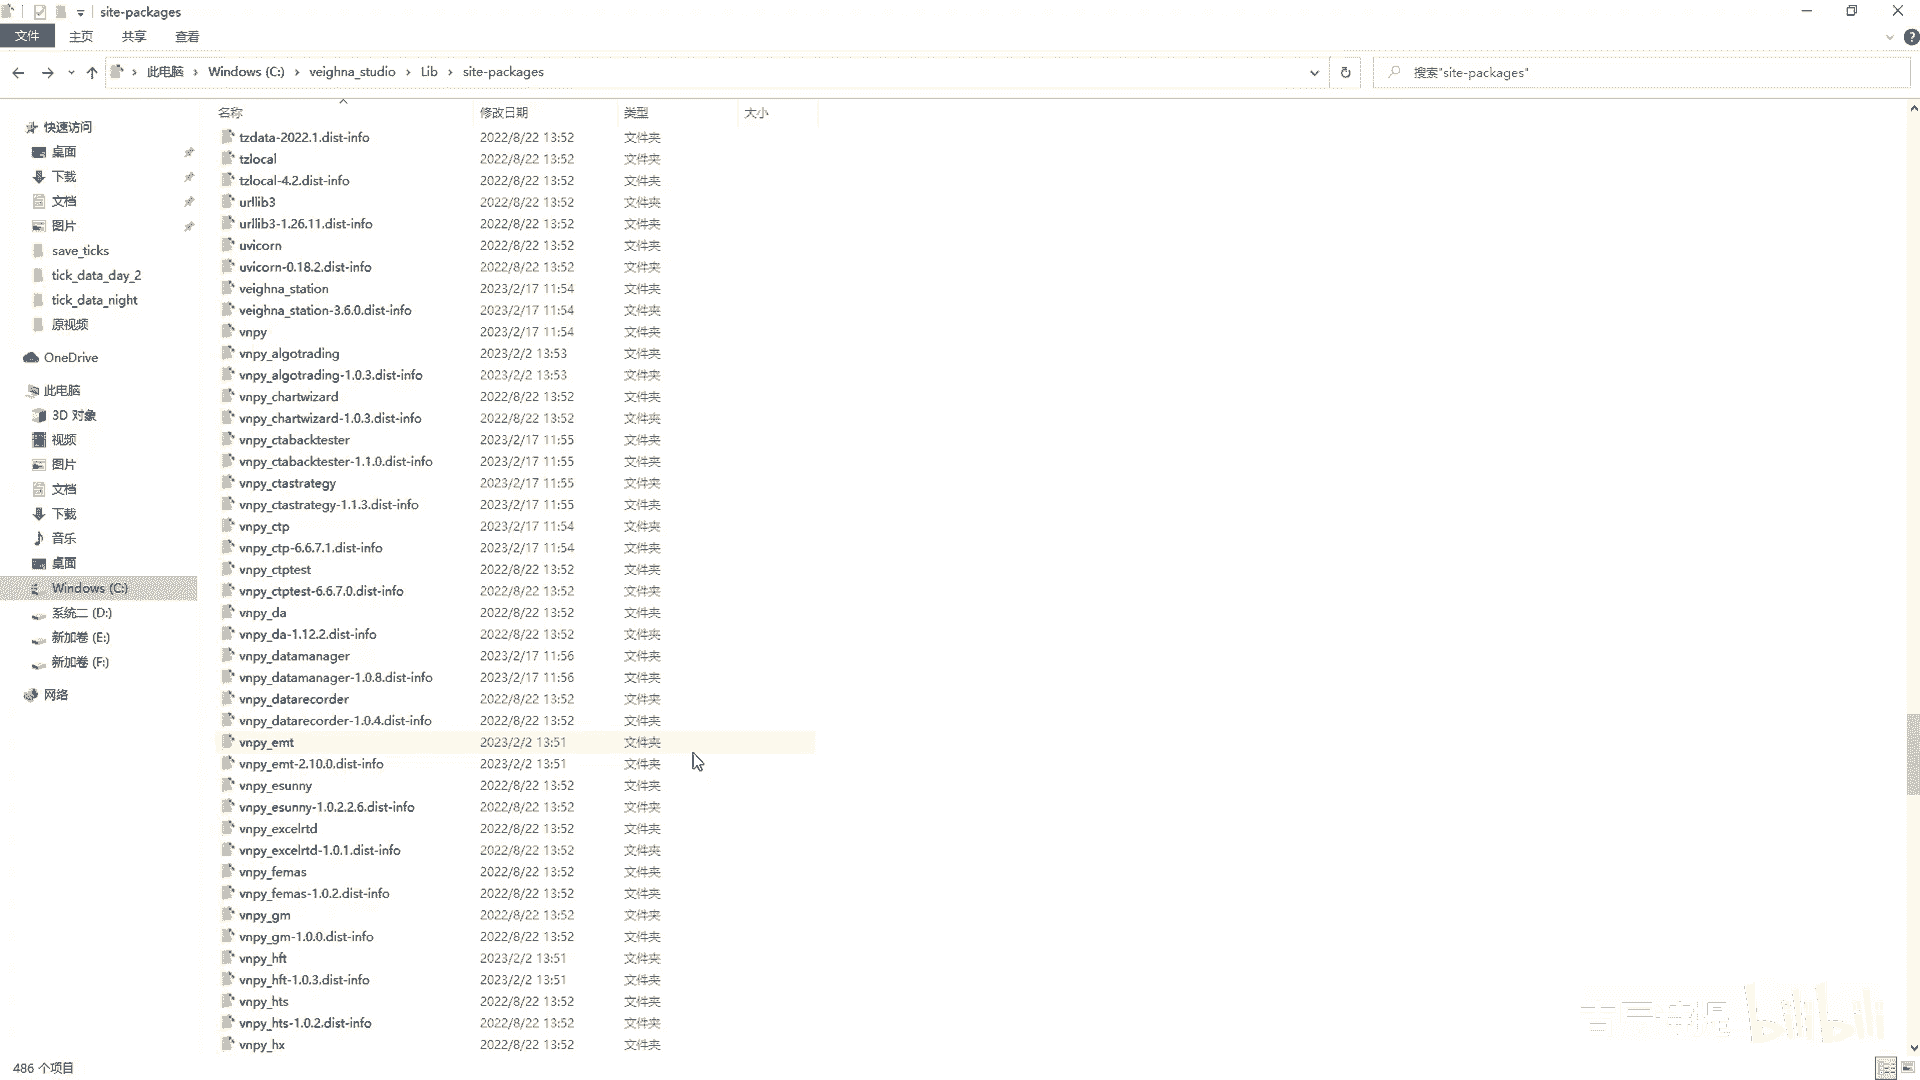 site-packages
文件 主页 共享 查看
此电脑 › Windows (C:) › veighna_studio › Lib › site-packages
搜索"site-packages"
快速访问
桌面
下载
文档
图片
save_ticks
tick_data_day_2
tick_data_night
原视频
OneDrive
此电脑
3D 对象
视频
图片
文档
下载
音乐
桌面
Windows (C:)
系统二 (D:)
新加卷 (E:)
新加卷 (F:)
网络
名称 修改日期 类型 大小
tzdata-2022.1.dist-info 2022/8/22 13:52 文件夹
tzlocal 2022/8/22 13:52 文件夹
tzlocal-4.2.dist-info 2022/8/22 13:52 文件夹
urllib3 2022/8/22 13:52 文件夹
urllib3-1.26.11.dist-info 2022/8/22 13:52 文件夹
uvicorn 2022/8/22 13:52 文件夹
uvicorn-0.18.2.dist-info 2022/8/22 13:52 文件夹
veighna_station 2023/2/17 11:54 文件夹
veighna_station-3.6.0.dist-info 2023/2/17 11:54 文件夹
vnpy 2023/2/17 11:54 文件夹
vnpy_algotrading 2023/2/2 13:53 文件夹
vnpy_algotrading-1.0.3.dist-info 2023/2/2 13:53 文件夹
vnpy_chartwizard 2022/8/22 13:52 文件夹
vnpy_chartwizard-1.0.3.dist-info 2022/8/22 13:52 文件夹
vnpy_ctabacktester 2023/2/17 11:55 文件夹
vnpy_ctabacktester-1.1.0.dist-info 2023/2/17 11:55 文件夹
vnpy_ctastrategy 2023/2/17 11:55 文件夹
vnpy_ctastrategy-1.1.3.dist-info 2023/2/17 11:55 文件夹
vnpy_ctp 2023/2/17 11:54 文件夹
vnpy_ctp-6.6.7.1.dist-info 2023/2/17 11:54 文件夹
vnpy_ctptest 2022/8/22 13:52 文件夹
vnpy_ctptest-6.6.7.0.dist-info 2022/8/22 13:52 文件夹
vnpy_da 2022/8/22 13:52 文件夹
vnpy_da-1.12.2.dist-info 2022/8/22 13:52 文件夹
vnpy_datamanager 2023/2/17 11:56 文件夹
vnpy_datamanager-1.0.8.dist-info 2023/2/17 11:56 文件夹
vnpy_datarecorder 2022/8/22 13:52 文件夹
vnpy_datarecorder-1.0.4.dist-info 2022/8/22 13:52 文件夹
vnpy_emt 2023/2/2 13:51 文件夹
vnpy_emt-2.10.0.dist-info 2023/2/2 13:51 文件夹
vnpy_esunny 2022/8/22 13:52 文件夹
vnpy_esunny-1.0.2.2.6.dist-info 2022/8/22 13:52 文件夹
vnpy_excelrtd 2022/8/22 13:52 文件夹
vnpy_excelrtd-1.0.1.dist-info 2022/8/22 13:52 文件夹
vnpy_femas 2022/8/22 13:52 文件夹
vnpy_femas-1.0.2.dist-info 2022/8/22 13:52 文件夹
vnpy_gm 2022/8/22 13:52 文件夹
vnpy_gm-1.0.0.dist-info 2022/8/22 13:52 文件夹
vnpy_hft 2023/2/2 13:51 文件夹
vnpy_hft-1.0.3.dist-info 2023/2/2 13:51 文件夹
vnpy_hts 2022/8/22 13:52 文件夹
vnpy_hts-1.0.2.dist-info 2022/8/22 13:52 文件夹
vnpy_hx 2022/8/22 13:52 文件夹
bilibili
486 个项目